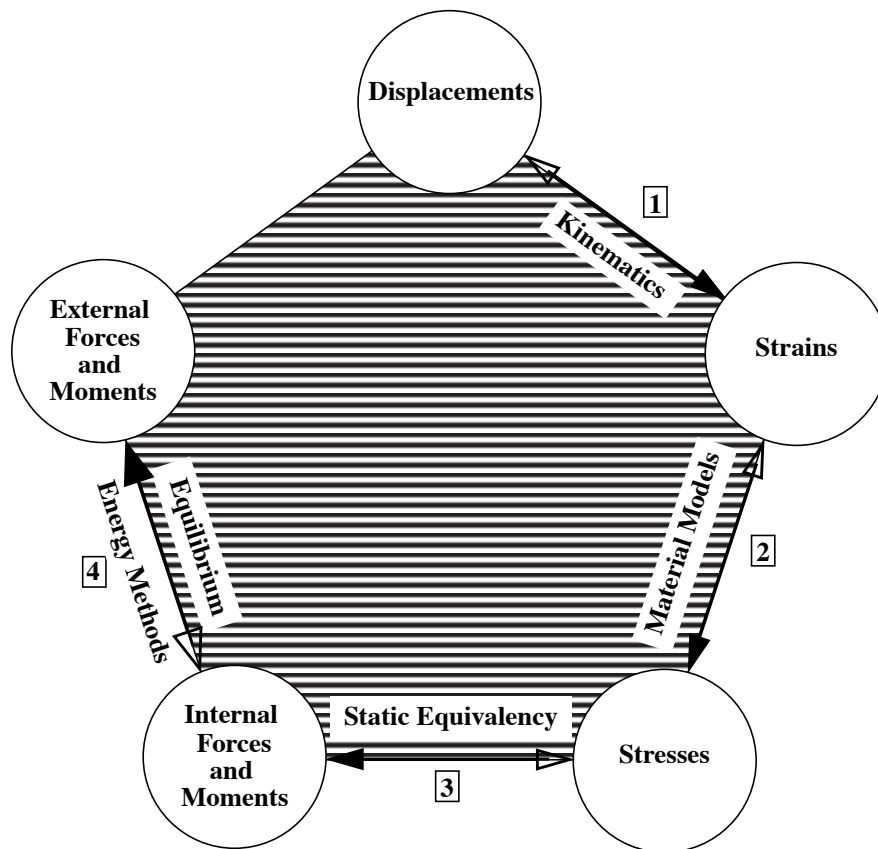 Displacements
1
Kinematics
External
Forces
and
Moments
Strains
Energy Methods
Equilibrium
4
Material Models
2
Internal
Forces
and
Moments
Static Equivalency
3
Stresses